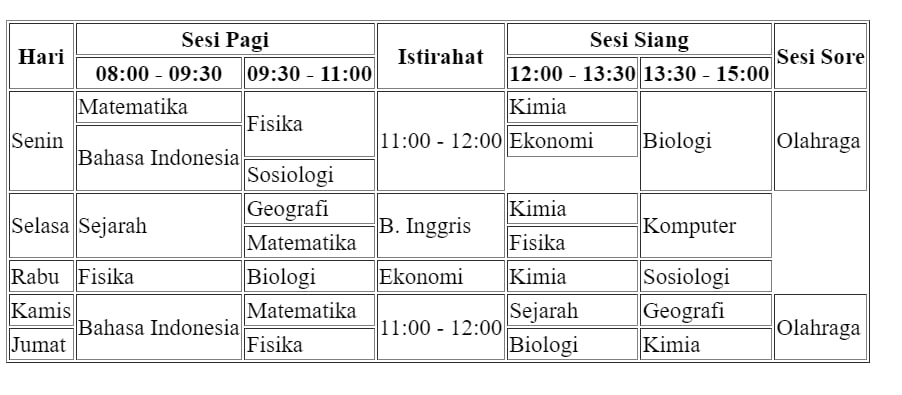 Hari Sesi Pagi Istirahat Sesi Siang Sesi Sore
08:00 - 09:30 09:30 - 11:00 12:00 - 13:30 13:30 - 15:00
Senin Matematika Fisika 11:00 - 12:00 Kimia Biologi Olahraga
Bahasa Indonesia Ekonomi
Sosiologi
Selasa Sejarah Geografi B. Inggris Kimia Komputer
Matematika Fisika
Rabu Fisika Biologi Ekonomi Kimia Sosiologi
Kamis Bahasa Indonesia Matematika 11:00 - 12:00 Sejarah Geografi Olahraga
Jumat Fisika Biologi Kimia